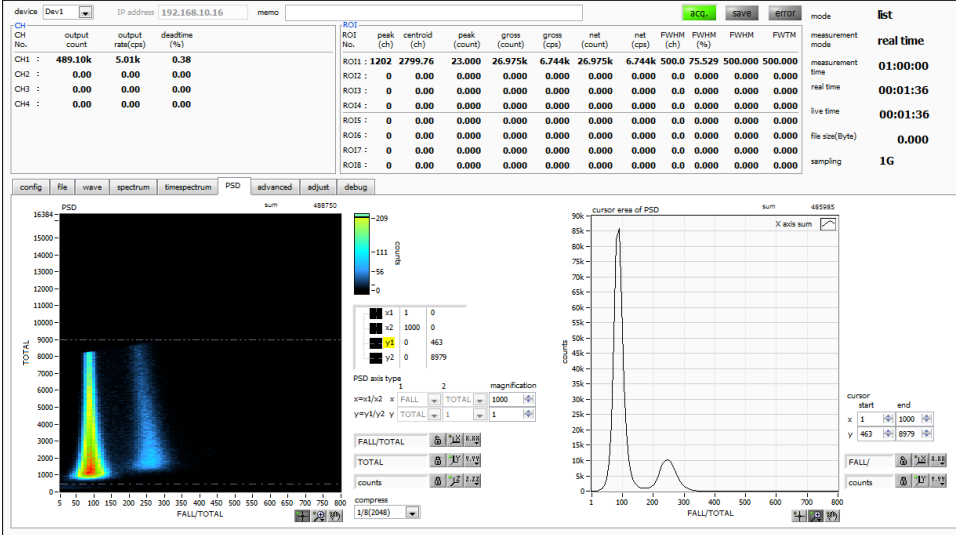 device Dev1 IP address 192.168.10.16 memo acq. save error mode list
CH
CH No. output count output rate(cps) deadtime (%)
CH1 : 489.10k 5.01k 0.38
CH2 : 0.00 0.00 0.00
CH3 : 0.00 0.00 0.00
CH4 : 0.00 0.00 0.00
ROI
ROI No. peak (ch) centroid (ch) peak (count) gross (count) gross (cps) net (count) net (cps) FWHM (ch) FWHM (%) FWHM FWTM
ROI1 : 1202 2799.76 23.000 26.975k 6.744k 26.975k 6.744k 500.0 75.529 500.000 500.000
ROI2 : 0 0.00 0.000 0.000 0.000 0.000 0.000 0.0 0.000 0.000 0.000
ROI3 : 0 0.00 0.000 0.000 0.000 0.000 0.000 0.0 0.000 0.000 0.000
ROI4 : 0 0.00 0.000 0.000 0.000 0.000 0.000 0.0 0.000 0.000 0.000
ROI5 : 0 0.00 0.000 0.000 0.000 0.000 0.000 0.0 0.000 0.000 0.000
ROI6 : 0 0.00 0.000 0.000 0.000 0.000 0.000 0.0 0.000 0.000 0.000
ROI7 : 0 0.00 0.000 0.000 0.000 0.000 0.000 0.0 0.000 0.000 0.000
ROI8 : 0 0.00 0.000 0.000 0.000 0.000 0.000 0.0 0.000 0.000 0.000
measurement mode real time
measurement time 01:00:00
real time 00:01:36
live time 00:01:36
file size(Byte) 0.000
sampling 1G
config file wave spectrum timespectrum PSD advanced adjust debug
PSD sum 488750
16384
15000
14000
13000
12000
11000
10000
9000
8000
7000
6000
5000
4000
3000
2000
1000
0
TOTAL
5 50 100 150 200 250 300 350 400 450 500 550 600 650 700 750 800
FALL/TOTAL
209
111
56
0
counts
x1 1 0
x2 1000 0
y1 0 463
y2 0 8979
PSD axis type
1 2 magnification
x=x1/x2 x FALL TOTAL 1000
y=y1/y2 y TOTAL 1 1
FALL/TOTAL X X.XX
TOTAL Y Y.YY
counts Z Z.ZZ
compress
1/8(2048)
cursor erea of PSD sum 485985
X axis sum
90k
85k
80k
75k
70k
65k
60k
55k
50k
45k
40k
35k
30k
25k
20k
15k
10k
5k
0
counts
1 100 200 300 400 500 600 700 800
FALL/TOTAL
cursor
start end
x 1 1000
y 463 8979
FALL/ X X.XX
counts Y Y.YY